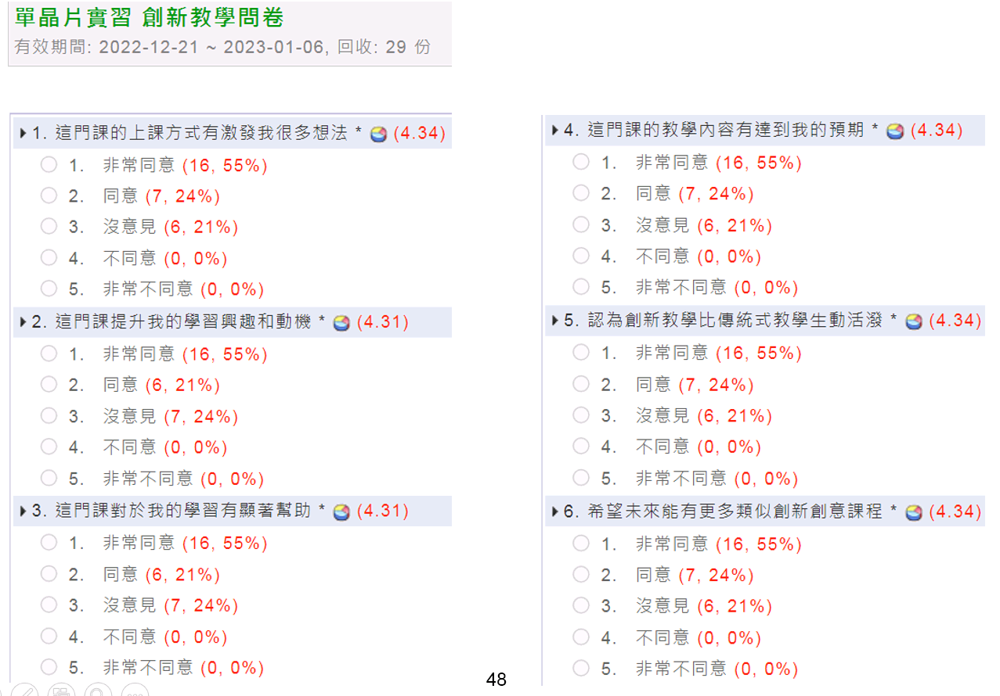 單晶片實習 創新教學問卷
有效期間: 2022-12-21 ~ 2023-01-06, 回收: 29 份
1. 這門課的上課方式有激發我很多想法 * (4.34)
1. 非常同意 (16, 55%)
2. 同意 (7, 24%)
3. 沒意見 (6, 21%)
4. 不同意 (0, 0%)
5. 非常不同意 (0, 0%)
2. 這門課提升我的學習興趣和動機 * (4.31)
1. 非常同意 (16, 55%)
2. 同意 (6, 21%)
3. 沒意見 (7, 24%)
4. 不同意 (0, 0%)
5. 非常不同意 (0, 0%)
3. 這門課對於我的學習有顯著幫助 * (4.31)
1. 非常同意 (16, 55%)
2. 同意 (6, 21%)
3. 沒意見 (7, 24%)
4. 不同意 (0, 0%)
5. 非常不同意 (0, 0%)
4. 這門課的教學內容有達到我的預期 * (4.34)
1. 非常同意 (16, 55%)
2. 同意 (7, 24%)
3. 沒意見 (6, 21%)
4. 不同意 (0, 0%)
5. 非常不同意 (0, 0%)
5. 認為創新教學比傳統式教學生動活潑 * (4.34)
1. 非常同意 (16, 55%)
2. 同意 (7, 24%)
3. 沒意見 (6, 21%)
4. 不同意 (0, 0%)
5. 非常不同意 (0, 0%)
6. 希望未來能有更多類似創新創意課程 * (4.34)
1. 非常同意 (16, 55%)
2. 同意 (7, 24%)
3. 沒意見 (6, 21%)
4. 不同意 (0, 0%)
5. 非常不同意 (0, 0%)
48